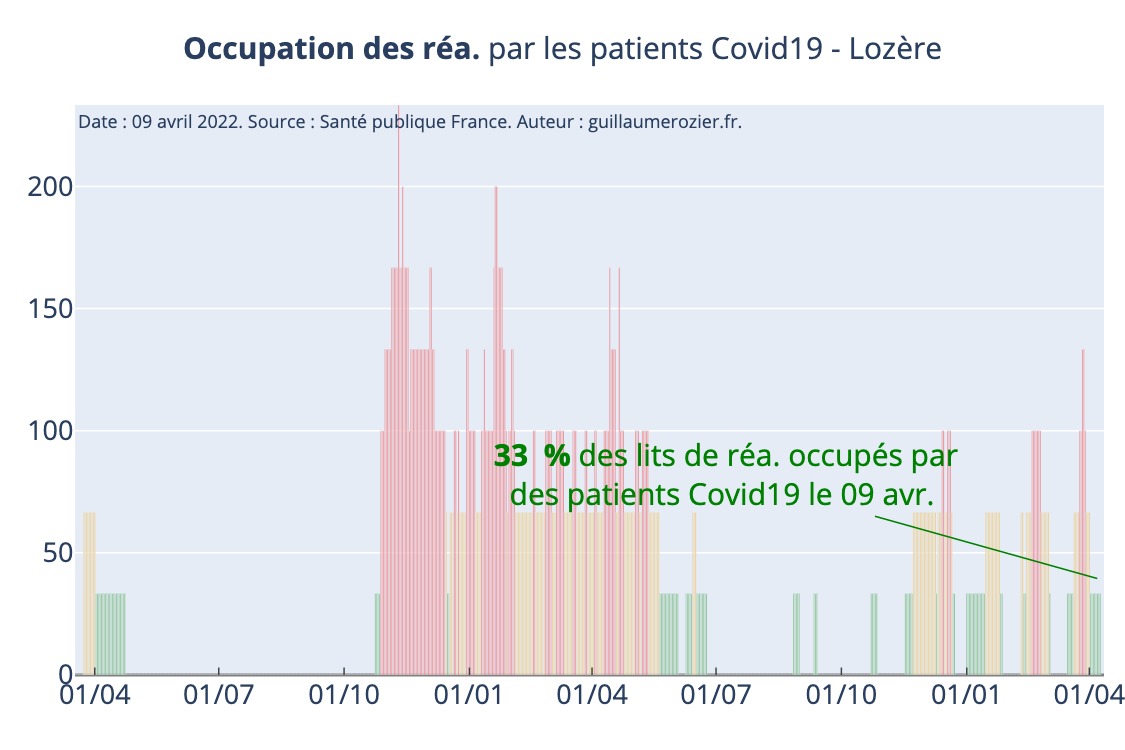 Occupation des réa. par les patients Covid19 - Lozère
Date : 09 avril 2022. Source : Santé publique France. Auteur : guillaumerozier.fr.
200
150
100
33 % des lits de réa. occupés par
des patients Covid19 le 09 avr.
50
0
01/04 01/07 01/10 01/01 01/04 01/07 01/10 01/01 01/04